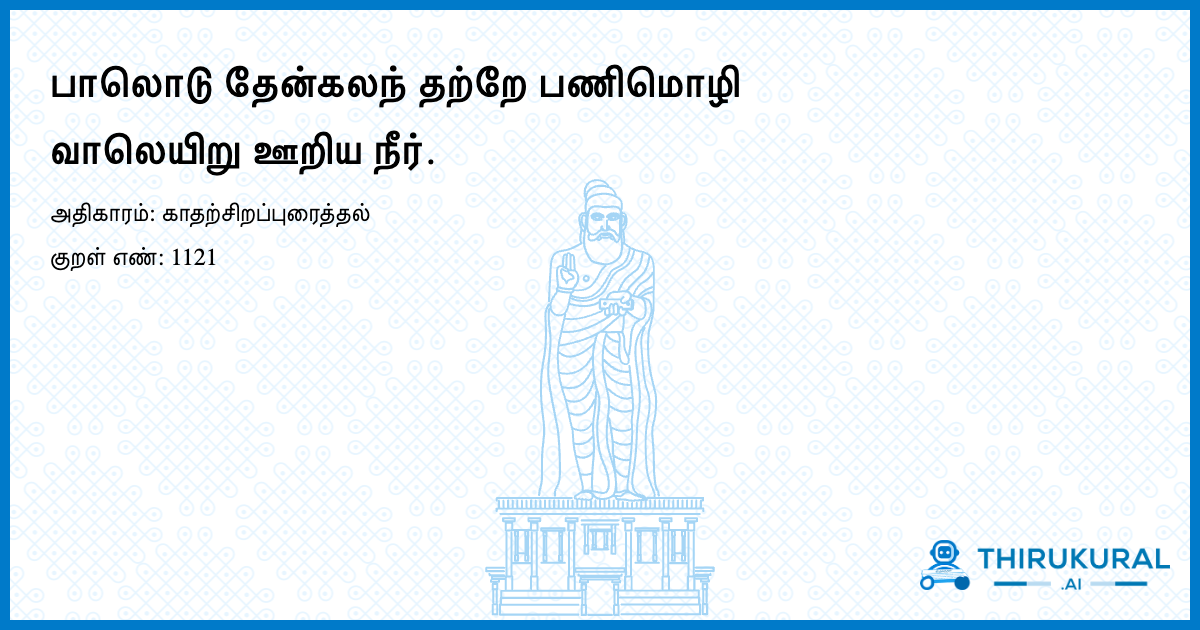 பாலொடு தேன்கலந் தற்றே பணிமொழி
வாலெயிறு ஊறிய நீர்.
அதிகாரம்: காதற்சிறப்புரைத்தல்
குறள் எண்: 1121
THIRUKURAL
.AI